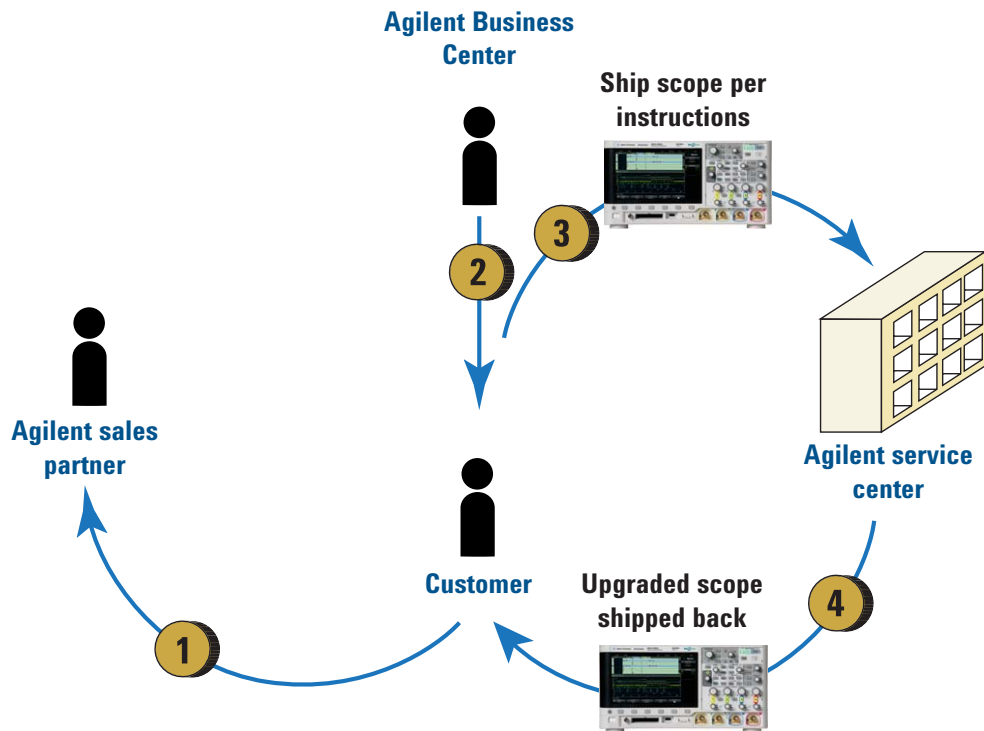 Agilent Business
Center
Ship scope per
instructions
3
2
Agilent sales
partner
Agilent service
center
Customer
Upgraded scope
shipped back
4
1